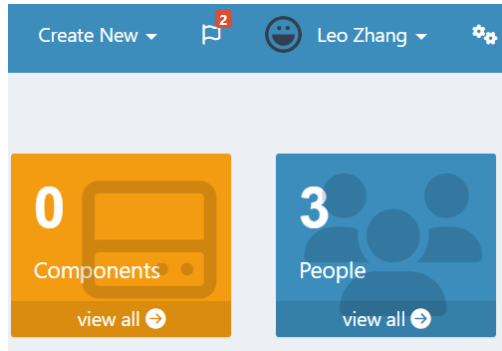 Create New
2
Leo Zhang
0
Components
view all
3
People
view all